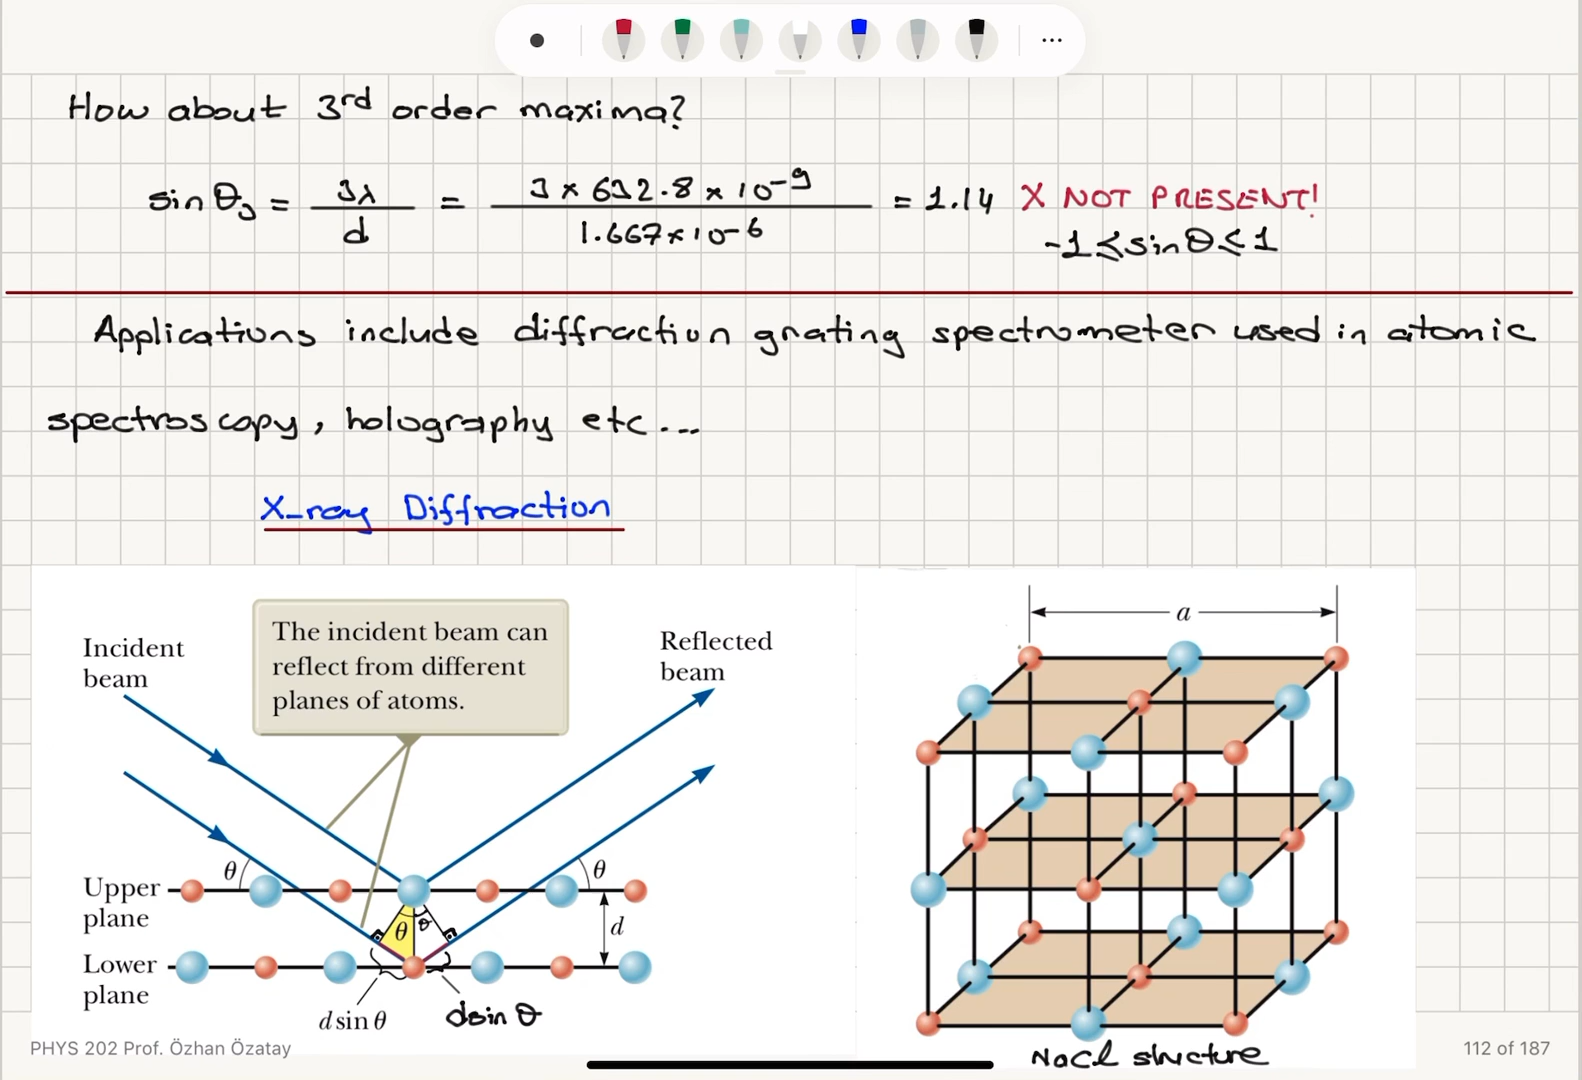 How about 3rd order maxima?
sin θ3 = 3λ / d = 3 × 632.8 × 10-9 / 1.667×10-6 = 1.14 X NOT PRESENT!
-1 ≤ sin θ ≤ 1
Applications include diffraction grating spectrometer used in atomic
spectroscopy, holography etc...
X-ray Diffraction
Incident
beam
The incident beam can
reflect from different
planes of atoms.
Reflected
beam
a
θ
θ
Upper
plane
θ θ
d
Lower
plane
d sin θ
dsin θ
NaCl structure
PHYS 202 Prof. Özhan Özatay
112 of 187